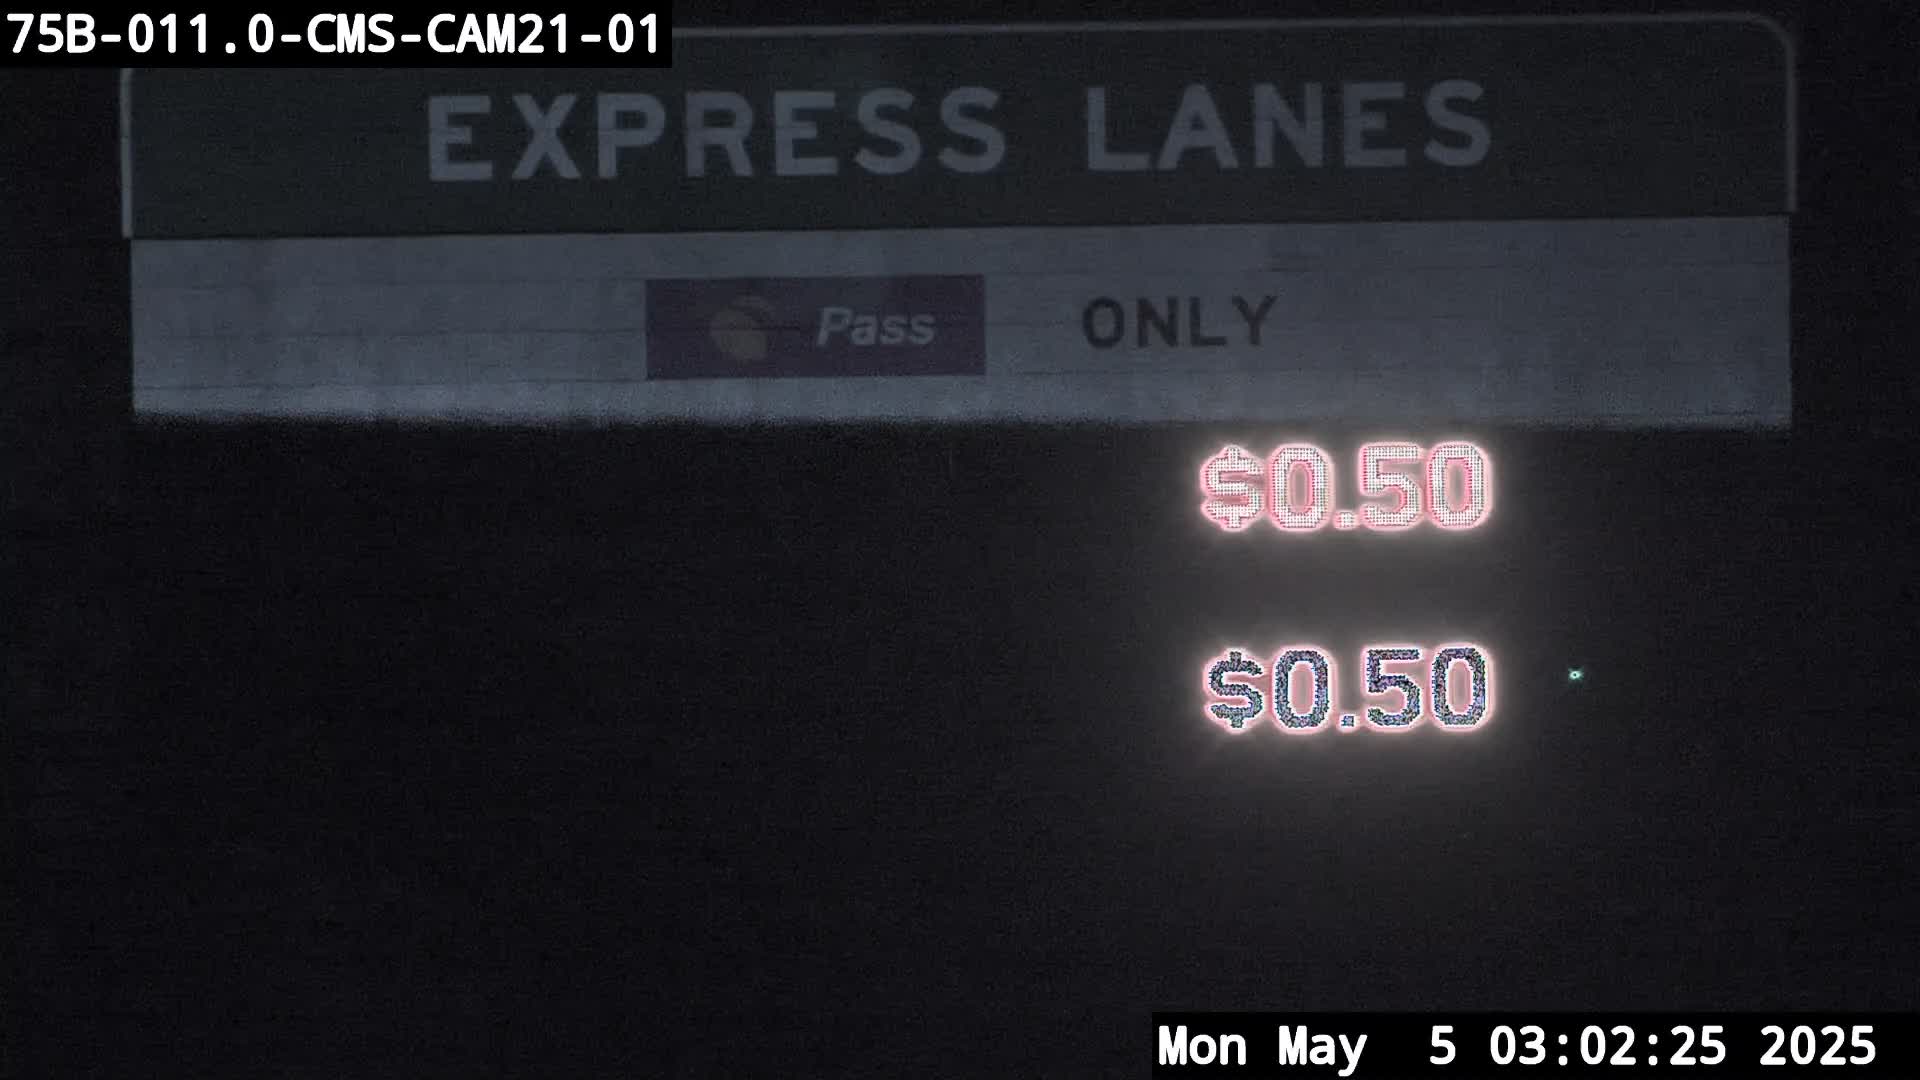 75B-011.0-CMS-CAM21-01
EXPRESS LANES
Pass ONLY
$0.50
$0.50
Mon May 5 03:02:25 2025